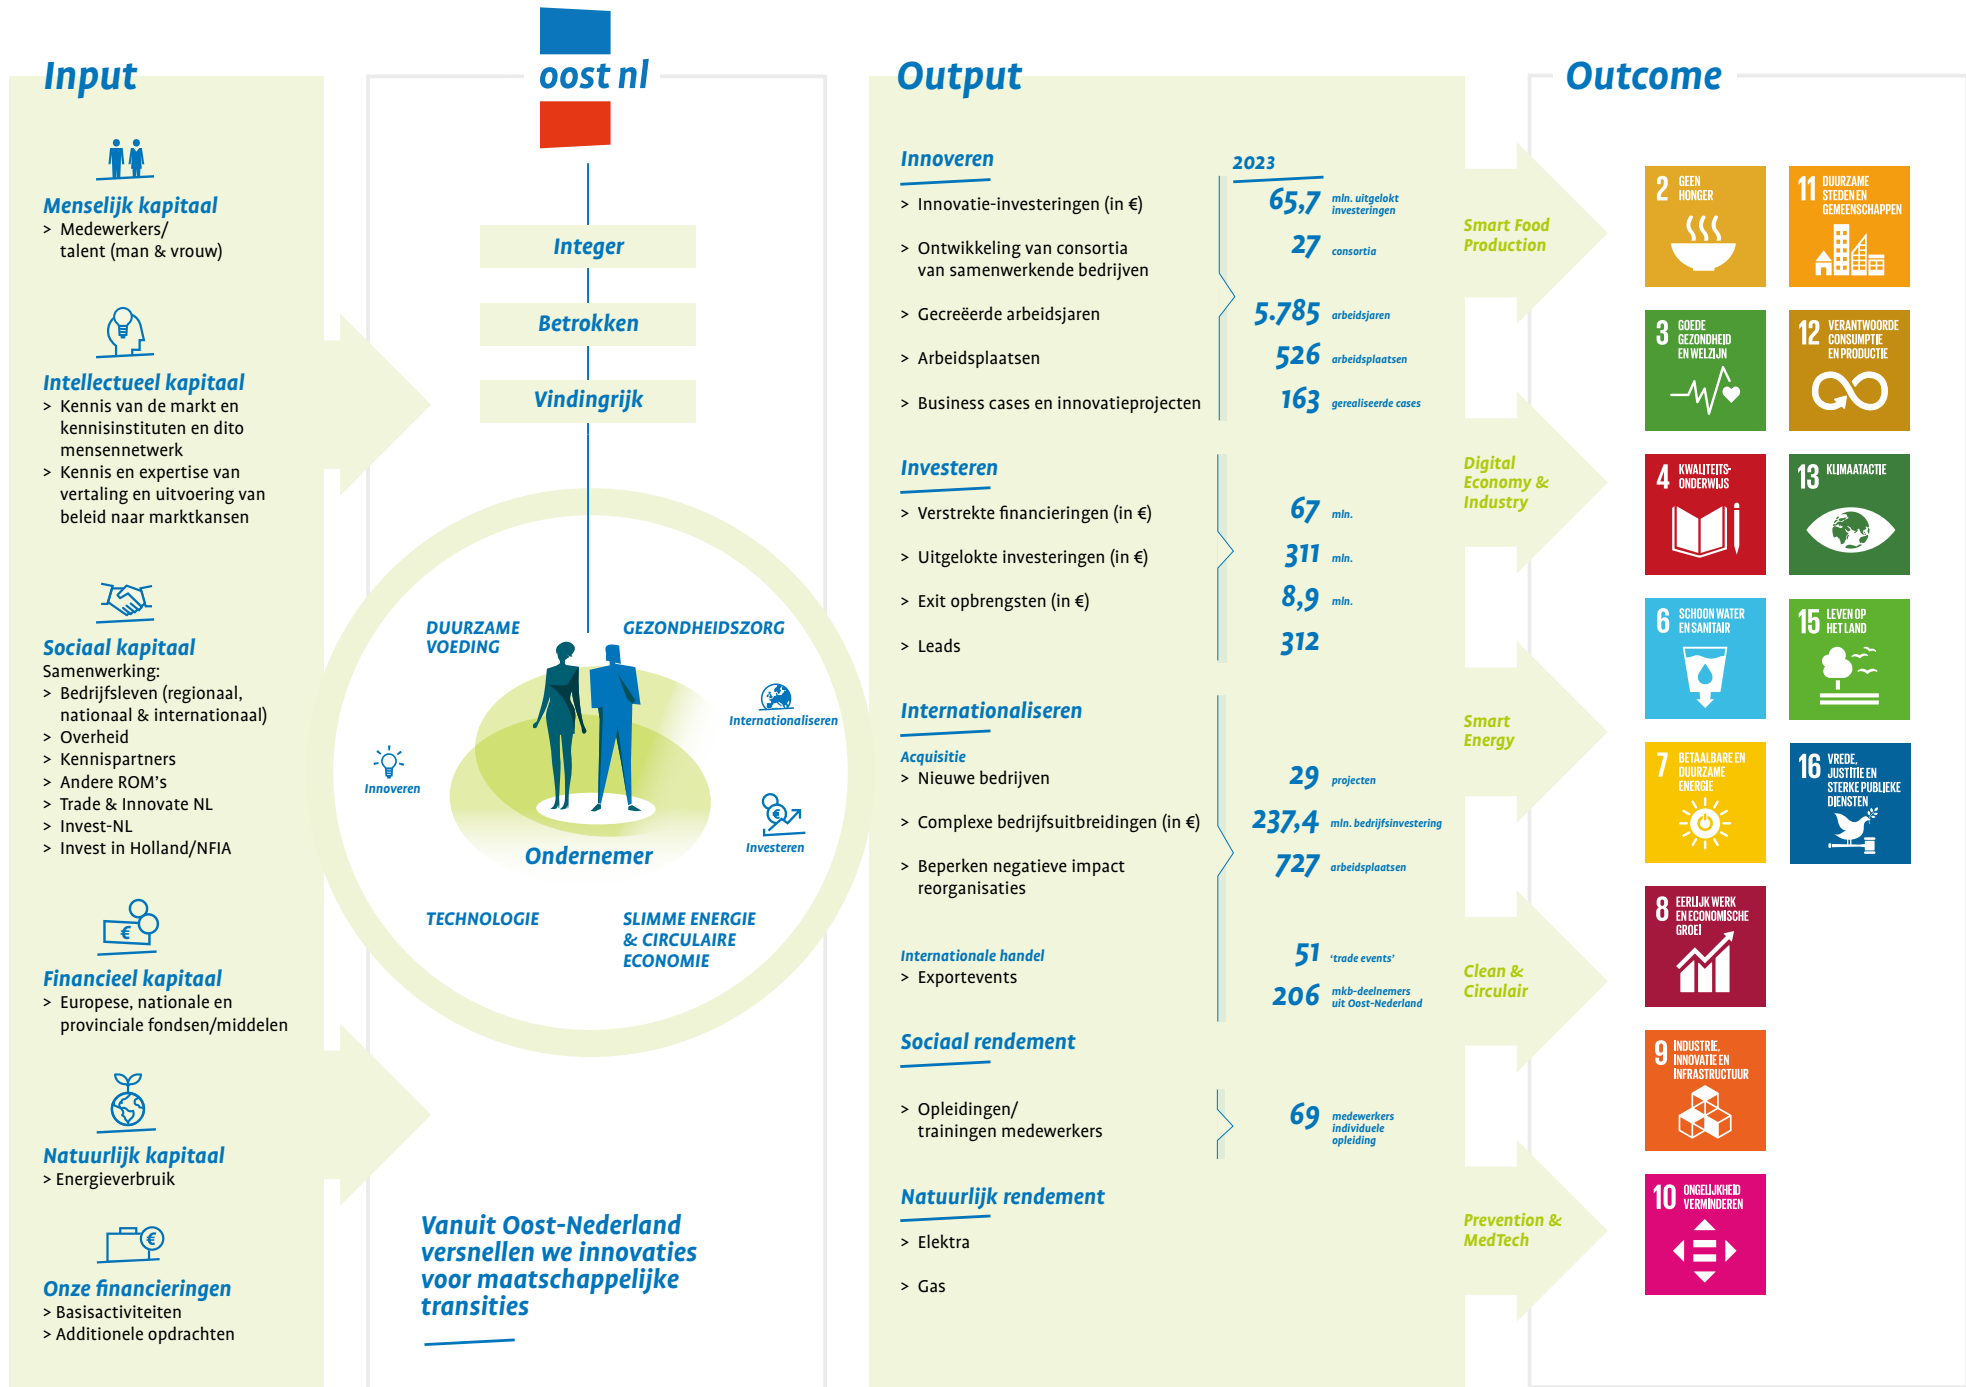 Input
Menselijk kapitaal
> Medewerkers/
talent (man & vrouw)
Intellectueel kapitaal
> Kennis van de markt en
kennisinstituten en dito
mensennetwerk
> Kennis en expertise van
vertaling en uitvoering van
beleid naar marktkansen
Sociaal kapitaal
Samenwerking:
> Bedrijfsleven (regionaal,
nationaal & internationaal)
> Overheid
> Kennispartners
> Andere ROM's
> Trade & Innovate NL
> Invest-NL
> Invest in Holland/NFIA
€
Financieel kapitaal
> Europese, nationale en
provinciale fondsen/middelen
Natuurlijk kapitaal
> Energieverbruik
€
Onze financieringen
> Basisactiviteiten
> Additionele opdrachten
oost nl
Integer
Betrokken
Vindingrijk
DUURZAME
VOEDING
GEZONDHEIDSZORG
Internationaliseren
Innoveren
€
Investeren
Ondernemer
TECHNOLOGIE
SLIMME ENERGIE
& CIRCULAIRE
ECONOMIE
Vanuit Oost-Nederland
versnellen we innovaties
voor maatschappelijke
transities
Output
Innoveren
2023
> Innovatie-investeringen (in €)
65,7 mln. uitgelokt
investeringen
> Ontwikkeling van consortia
van samenwerkende bedrijven
27 consortia
> Gecreëerde arbeidsjaren
5.785 arbeidsjaren
> Arbeidsplaatsen
526 arbeidsplaatsen
> Business cases en innovatieprojecten
163 gerealiseerde cases
Investeren
> Verstrekte financieringen (in €)
67 mln.
> Uitgelokte investeringen (in €)
311 mln.
> Exit opbrengsten (in €)
8,9 mln.
> Leads
312
Internationaliseren
Acquisitie
> Nieuwe bedrijven
29 projecten
> Complexe bedrijfsuitbreidingen (in €)
237,4 mln. bedrijfsinvestering
> Beperken negatieve impact
reorganisaties
727 arbeidsplaatsen
Internationale handel
> Exportevents
51 'trade events'
206 mkb-deelnemers
uit Oost-Nederland
Sociaal rendement
> Opleidingen/
trainingen medewerkers
69 medewerkers
individuele
opleiding
Natuurlijk rendement
> Elektra
> Gas
Smart Food
Production
Digital
Economy &
Industry
Smart
Energy
Clean &
Circulair
Prevention &
MedTech
Outcome
2 GEEN
HONGER
3 GOEDE
GEZONDHEID
EN WELZIJN
4 KWALITEITS-
ONDERWIJS
6 SCHOON WATER
EN SANITAIR
7 BETAALBARE EN
DUURZAME
ENERGIE
8 EERLIJK WERK
EN ECONOMISCHE
GROEI
9 INDUSTRIE,
INNOVATIE EN
INFRASTRUCTUUR
10 ONGELIJKHEID
VERMINDEREN
11 DUURZAME
STEDEN EN
GEMEENSCHAPPEN
12 VERANTWOORDE
CONSUMPTIE
EN PRODUCTIE
13 KLIMAATACTIE
15 LEVEN OP
HET LAND
16 VREDE,
JUSTITIE EN
STERKE PUBLIEKE
DIENSTEN